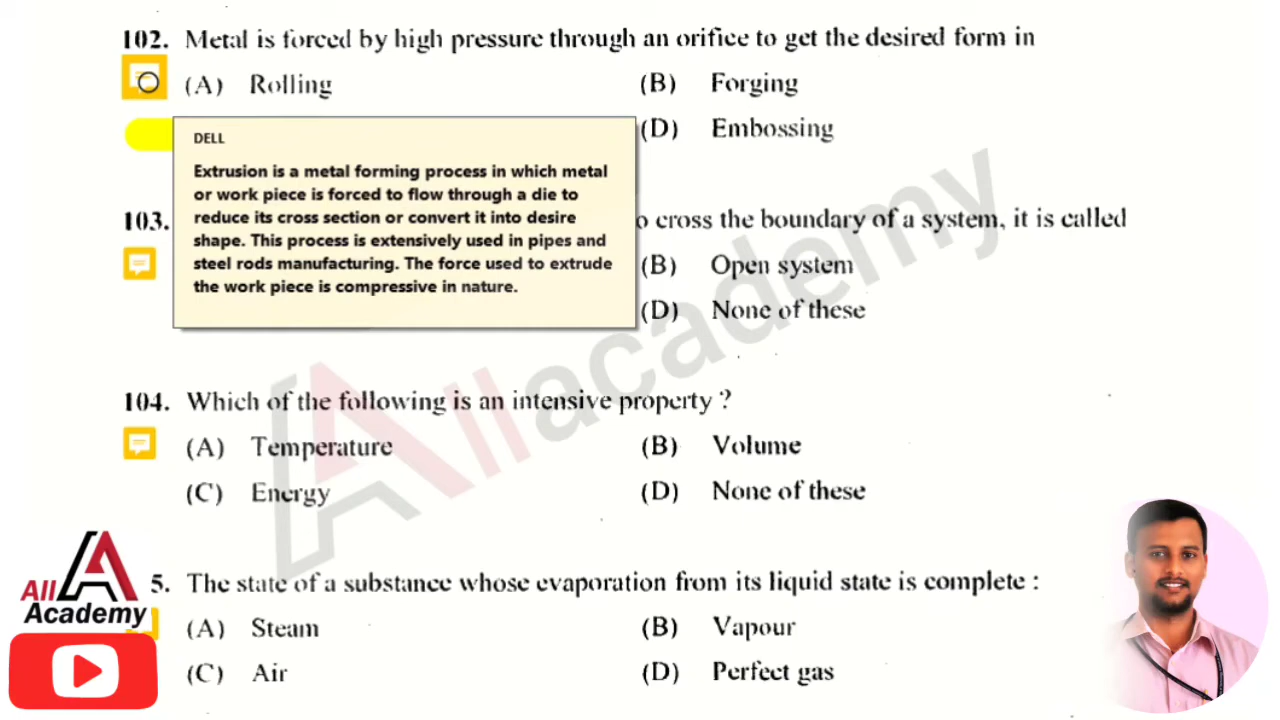 102. Metal is forced by high pressure through an orifice to get the desired form in
(A) Rolling (B) Forging
(D) Embossing
DELL
Extrusion is a metal forming process in which metal
or work piece is forced to flow through a die to
reduce its cross section or convert it into desire
shape. This process is extensively used in pipes and
steel rods manufacturing. The force used to extrude
the work piece is compressive in nature.
103. cross the boundary of a system, it is called
(B) Open system
(D) None of these
104. Which of the following is an intensive property ?
(A) Temperature (B) Volume
(C) Energy (D) None of these
5. The state of a substance whose evaporation from its liquid state is complete :
(A) Steam (B) Vapour
(C) Air (D) Perfect gas
All academy
All
Academy